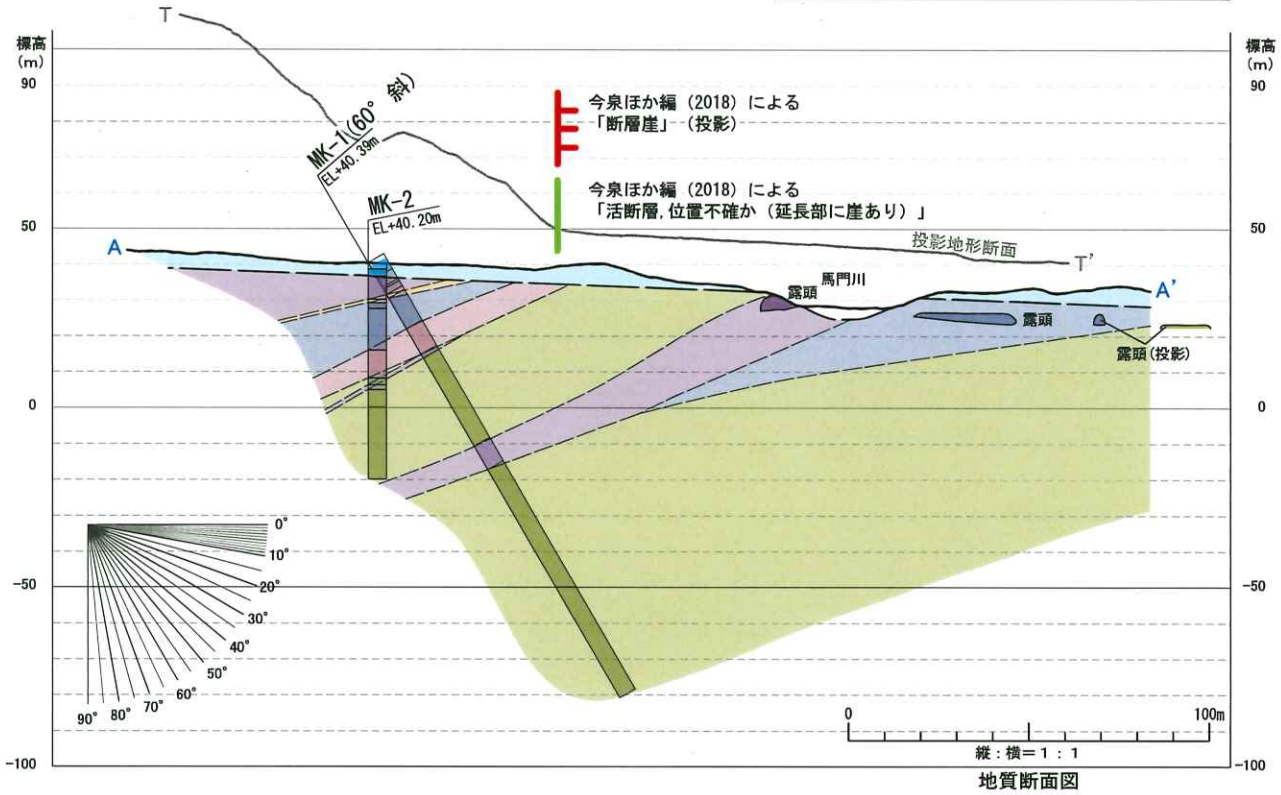 T
標高
(m)
標高
(m)
90
90
MK-1(60° 斜)
EL+40.39m
今泉ほか編（2018）による
「断層崖」（投影）
MK-2
EL+40.20m
今泉ほか編（2018）による
「活断層,位置不確か（延長部に崖あり）」
50
50
投影地形断面
T'
A
A'
馬門川
露頭
露頭
露頭(投影)
0
0
0°
10°
20°
30°
40°
50°
60°
70°
80°
90°
-50
-50
0
100m
縦：横＝1：1
-100
-100
地質断面図